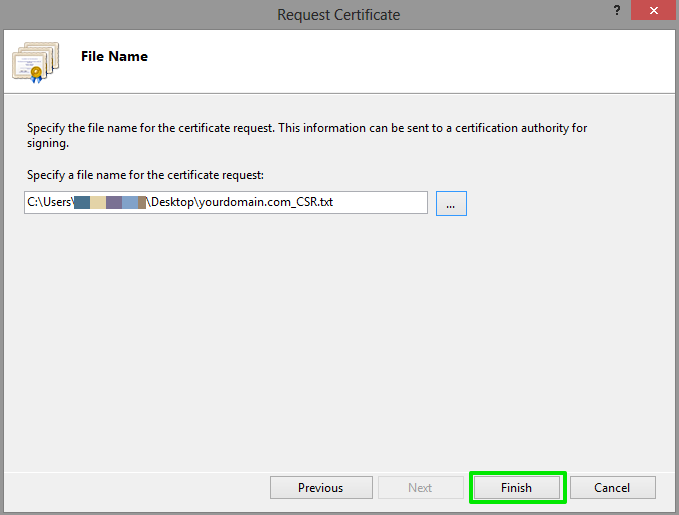 Request Certificate
?
File Name
Specify the file name for the certificate request. This information can be sent to a certification authority for
signing.
Specify a file name for the certificate request:
C:\Users\ \Desktop\yourdomain.com_CSR.txt
...
Previous
Next
Finish
Cancel